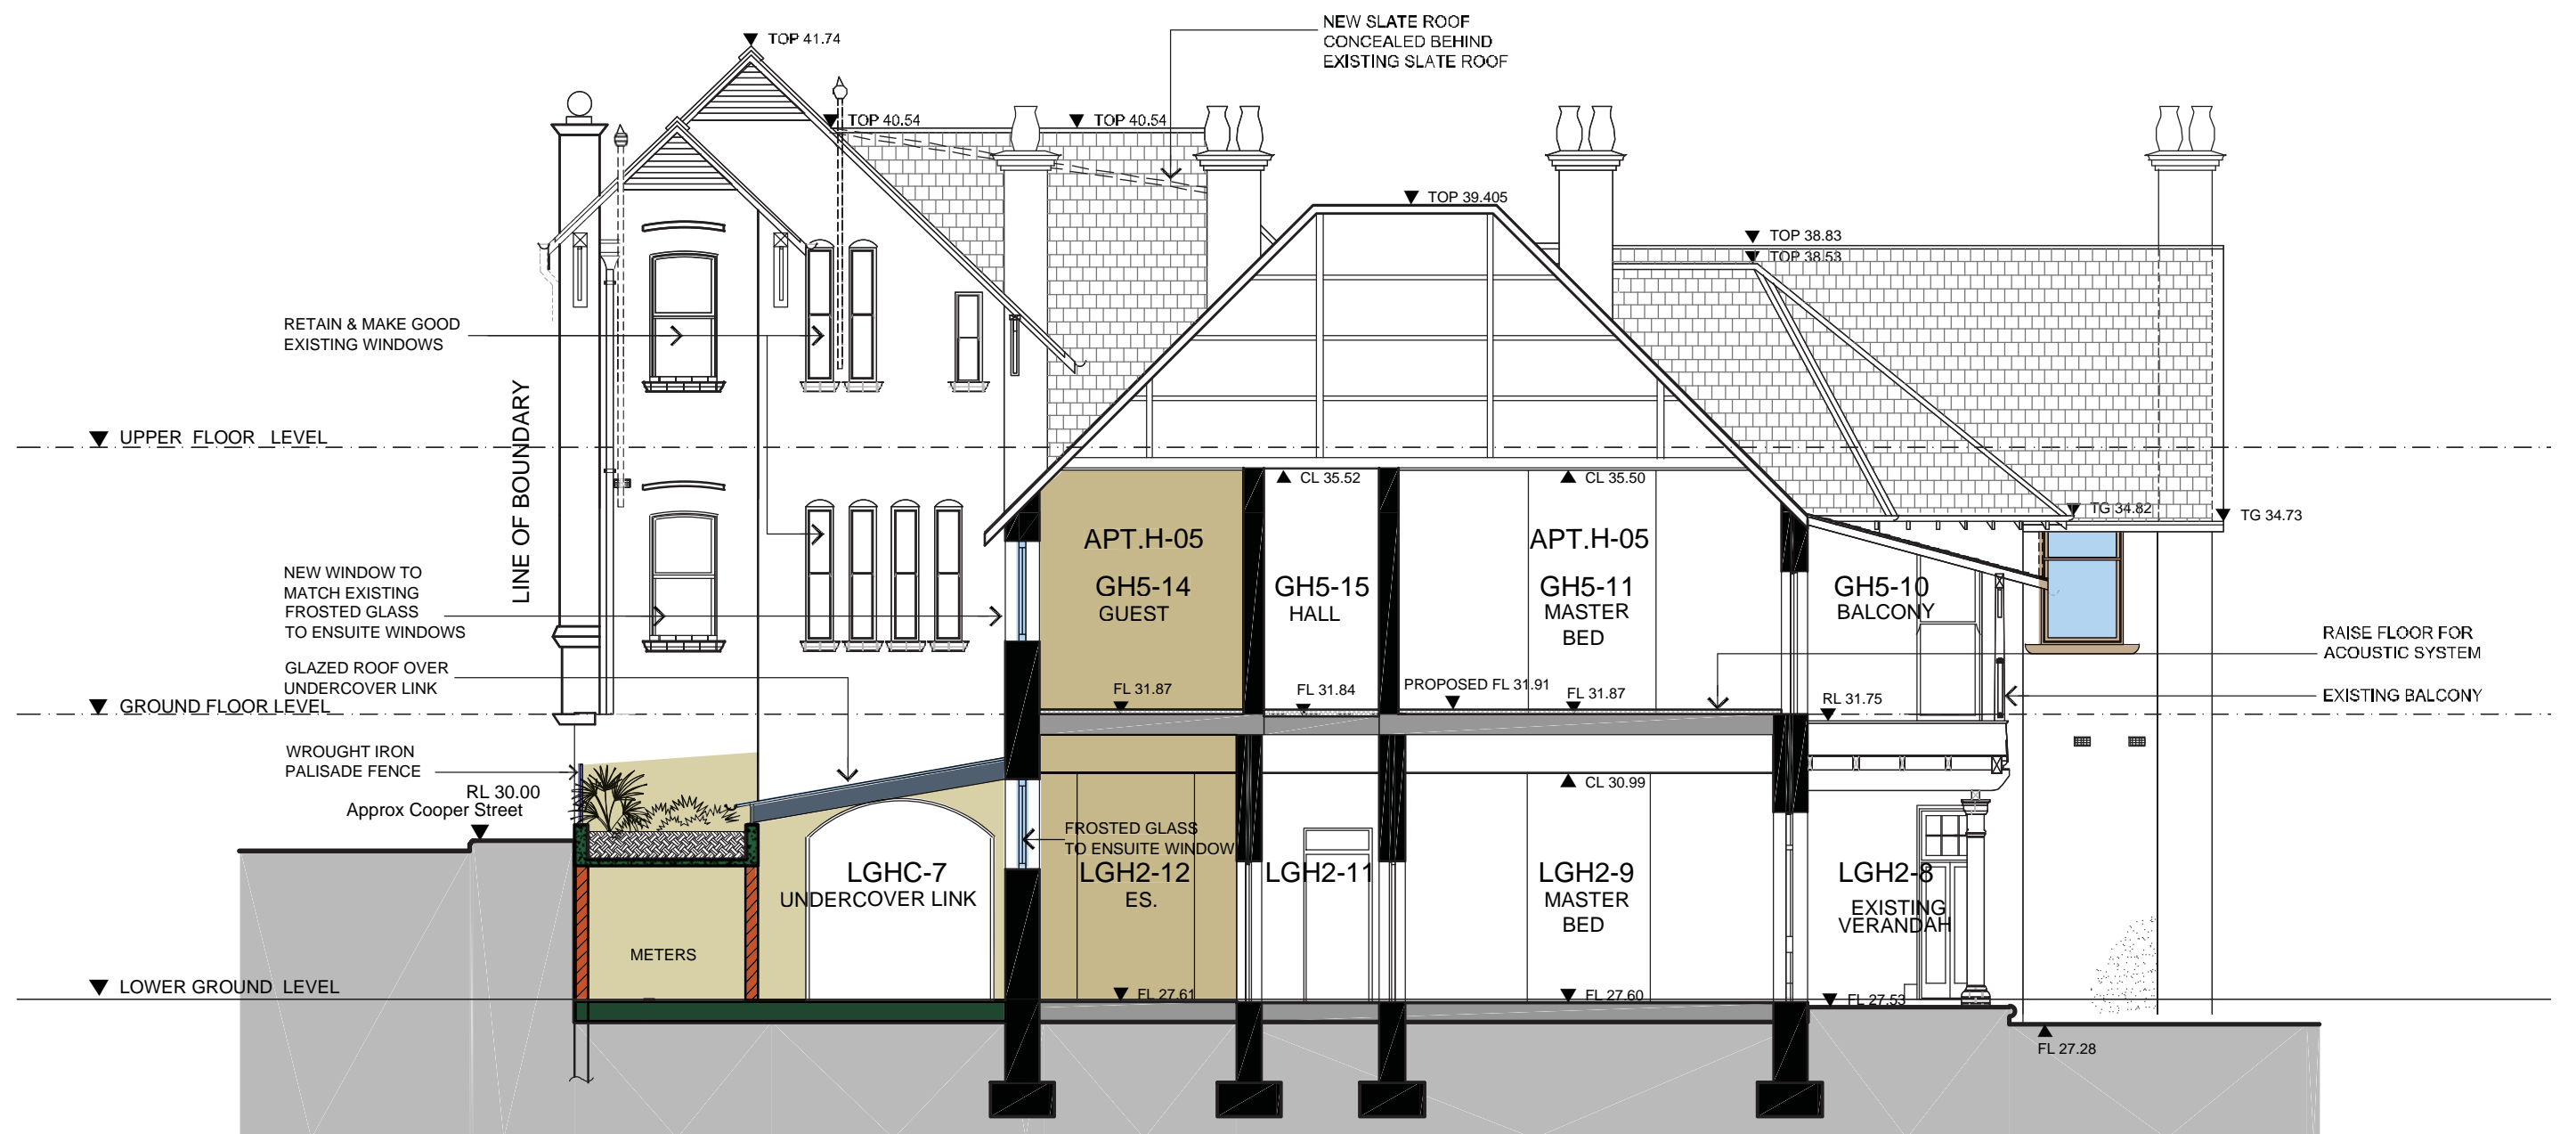 NEW SLATE ROOF
CONCEALED BEHIND
EXISTING SLATE ROOF
TOP 41.74
TOP 40.54
TOP 40.54
TOP 39.405
TOP 38.83
TOP 38.53
RETAIN & MAKE GOOD
EXISTING WINDOWS
LINE OF BOUNDARY
UPPER FLOOR LEVEL
CL 35.52
CL 35.50
TG 34.82
TG 34.73
APT.H-05
GH5-14
GUEST
GH5-15
HALL
APT.H-05
GH5-11
MASTER
BED
GH5-10
BALCONY
NEW WINDOW TO
MATCH EXISTING
FROSTED GLASS
TO ENSUITE WINDOWS
RAISE FLOOR FOR
ACOUSTIC SYSTEM
GLAZED ROOF OVER
UNDERCOVER LINK
FL 31.87
FL 31.84
PROPOSED FL 31.91
FL 31.87
RL 31.75
EXISTING BALCONY
GROUND FLOOR LEVEL
WROUGHT IRON
PALISADE FENCE
RL 30.00
Approx Cooper Street
CL 30.99
FROSTED GLASS
TO ENSUITE WINDOW
LGHC-7
UNDERCOVER LINK
LGH2-12
ES.
LGH2-11
LGH2-9
MASTER
BED
LGH2-8
EXISTING
VERANDAH
METERS
LOWER GROUND LEVEL
FL 27.61
FL 27.60
FL 27.53
FL 27.28